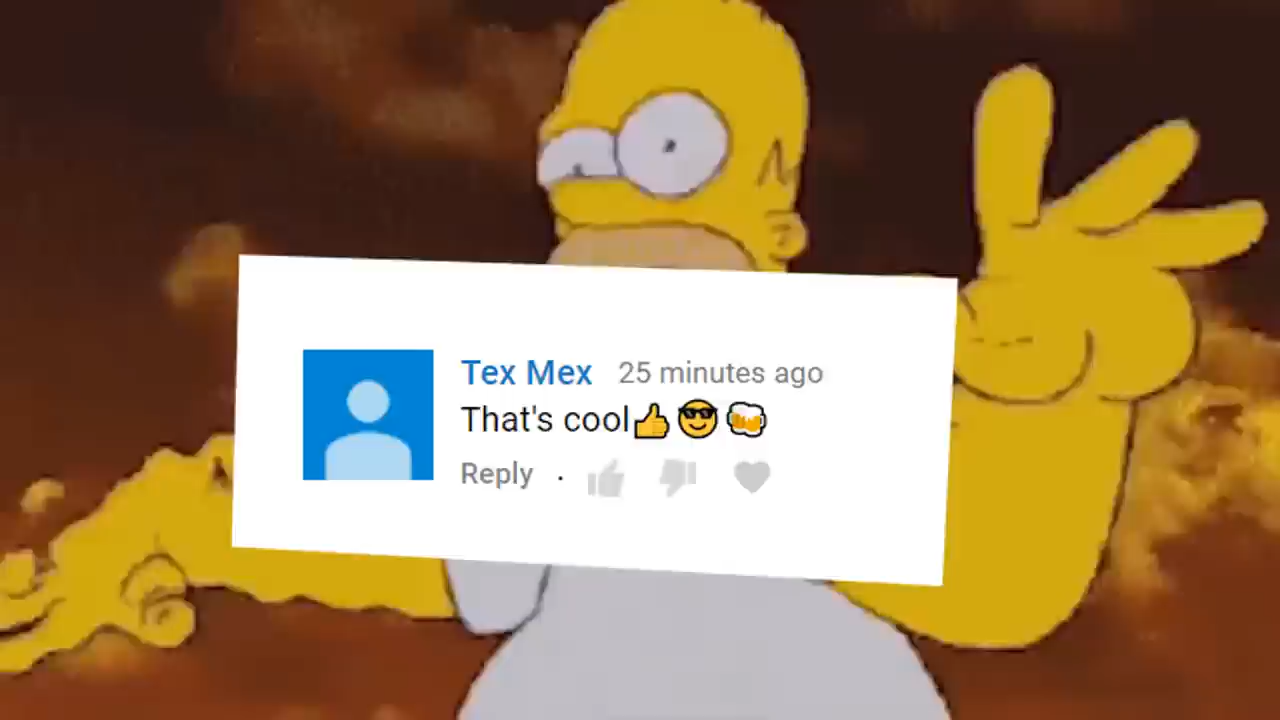 Tex Mex 25 minutes ago
That's cool👍😎🍻
Reply ·